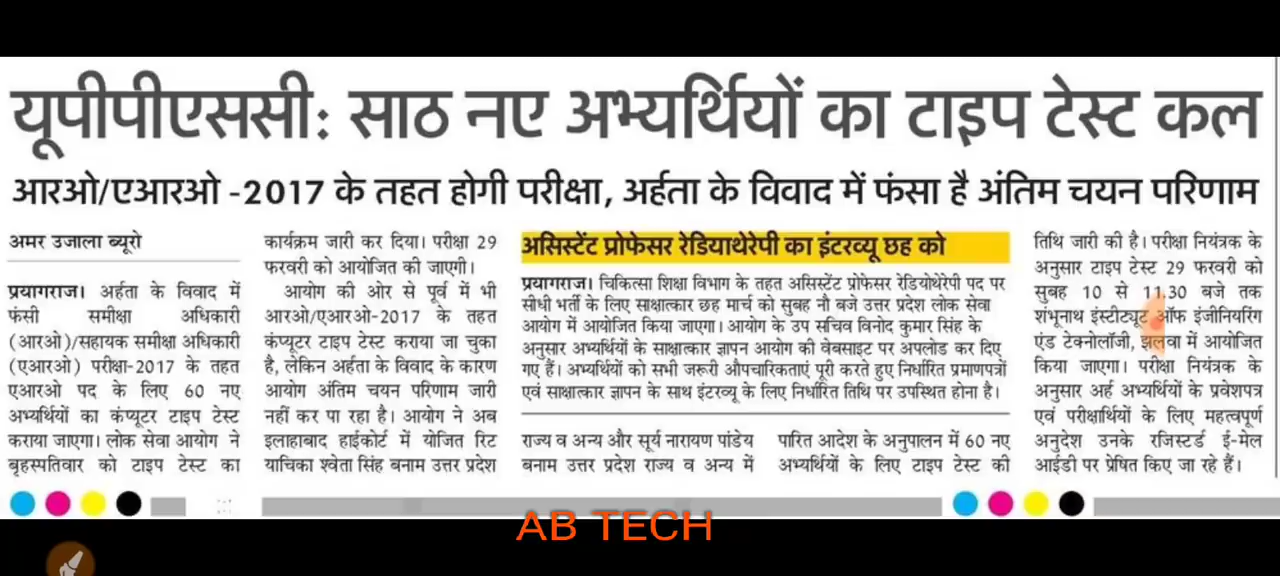 यूपीपीएससी: साठ नए अभ्यर्थियों का टाइप टेस्ट कल
आरओ/एआरओ -2017 के तहत होगी परीक्षा, अर्हता के विवाद में फंसा है अंतिम चयन परिणाम
अमर उजाला ब्यूरो
प्रयागराज। अर्हता के विवाद में
फंसी समीक्षा अधिकारी
(आरओ)/सहायक समीक्षा अधिकारी
(एआरओ) परीक्षा-2017 के तहत
एआरओ पद के लिए 60 नए
अभ्यर्थियों का कंप्यूटर टाइप टेस्ट
कराया जाएगा। लोक सेवा आयोग ने
बृहस्पतिवार को टाइप टेस्ट का
कार्यक्रम जारी कर दिया। परीक्षा 29
फरवरी को आयोजित की जाएगी।
आयोग की ओर से पूर्व में भी
आरओ/एआरओ-2017 के तहत
कंप्यूटर टाइप टेस्ट कराया जा चुका
है, लेकिन अर्हता के विवाद के कारण
आयोग अंतिम चयन परिणाम जारी
नहीं कर पा रहा है। आयोग ने अब
इलाहाबाद हाईकोर्ट में योजित रिट
याचिका श्वेता सिंह बनाम उत्तर प्रदेश
असिस्टेंट प्रोफेसर रेडियाथेरेपी का इंटरव्यू छह को
प्रयागराज। चिकित्सा शिक्षा विभाग के तहत असिस्टेंट प्रोफेसर रेडियोथेरेपी पद पर
सीधी भर्ती के लिए साक्षात्कार छह मार्च को सुबह नौ बजे उत्तर प्रदेश लोक सेवा
आयोग में आयोजित किया जाएगा। आयोग के उप सचिव विनोद कुमार सिंह के
अनुसार अभ्यर्थियों के साक्षात्कार ज्ञापन आयोग की वेबसाइट पर अपलोड कर दिए
गए हैं। अभ्यर्थियों को सभी जरूरी औपचारिकताएं पूरी करते हुए निर्धारित प्रमाणपत्रों
एवं साक्षात्कार ज्ञापन के साथ इंटरव्यू के लिए निर्धारित तिथि पर उपस्थित होना है।
राज्य व अन्य और सूर्य नारायण पांडेय
बनाम उत्तर प्रदेश राज्य व अन्य में
पारित आदेश के अनुपालन में 60 नए
अभ्यर्थियों के लिए टाइप टेस्ट की
तिथि जारी की है। परीक्षा नियंत्रक के
अनुसार टाइप टेस्ट 29 फरवरी को
सुबह 10 से 11.30 बजे तक
शंभूनाथ इंस्टीट्यूट ऑफ इंजीनियरिंग
एंड टेक्नोलॉजी, झलवा में आयोजित
किया जाएगा। परीक्षा नियंत्रक के
अनुसार अर्ह अभ्यर्थियों के प्रवेशपत्र
एवं परीक्षार्थियों के लिए महत्वपूर्ण
अनुदेश उनके रजिस्टर्ड ई-मेल
आईडी पर प्रेषित किए जा रहे हैं।
AB TECH